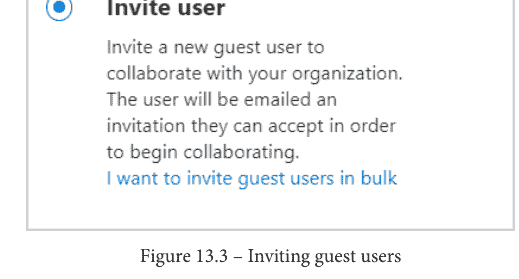 Invite user
Invite a new guest user to
collaborate with your organization.
The user will be emailed an
invitation they can accept in order
to begin collaborating.
I want to invite guest users in bulk
Figure 13.3 – Inviting guest users